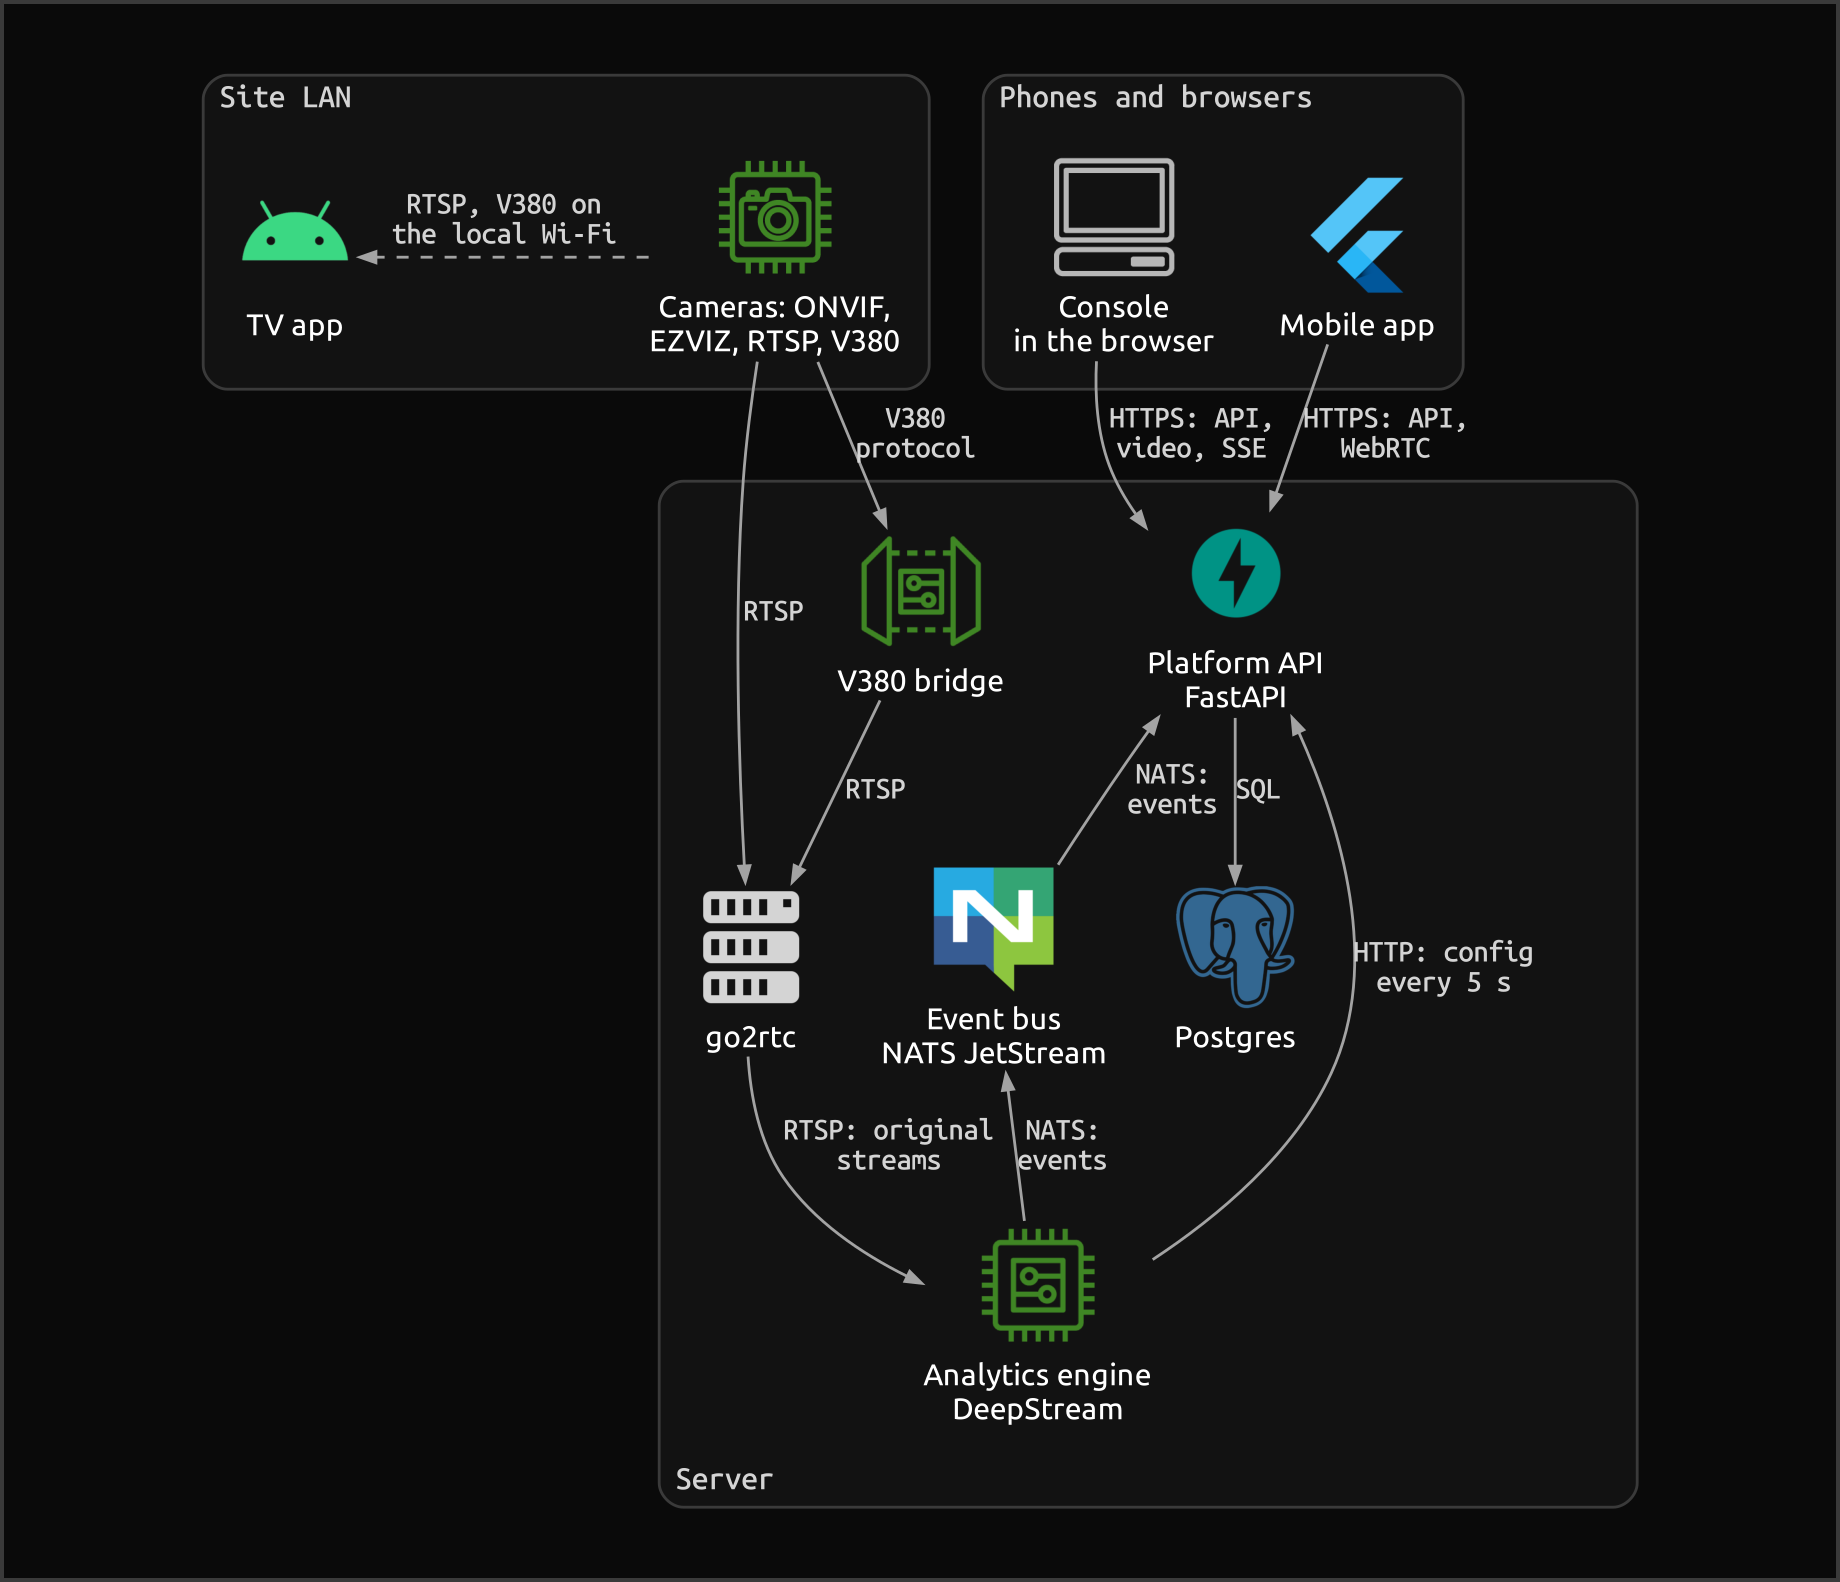 Site LAN
RTSP, V380 on
the local Wi-Fi
TV app
Cameras: ONVIF,
EZVIZ, RTSP, V380
Phones and browsers
Console
in the browser
Mobile app
V380
protocol
HTTPS: API,
video, SSE
HTTPS: API,
WebRTC
RTSP
V380 bridge
Platform API
FastAPI
RTSP
NATS:
events
SQL
go2rtc
Event bus
NATS JetStream
Postgres
HTTP: config
every 5 s
RTSP: original
streams
NATS:
events
Analytics engine
DeepStream
Server